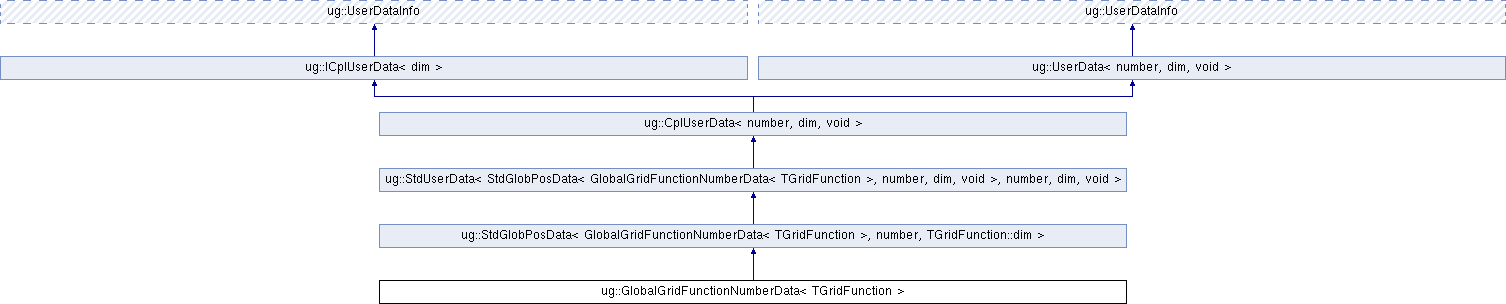 ug::UserDataInfo
ug::UserDataInfo
ug::ICplUserData< dim >
ug::UserData< number, dim, void >
ug::CplUserData< number, dim, void >
ug::StdUserData< StdGlobPosData< GlobalGridFunctionNumberData< TGridFunction >, number, dim, void >, number, dim, void >
ug::StdGlobPosData< GlobalGridFunctionNumberData< TGridFunction >, number, TGridFunction::dim >
ug::GlobalGridFunctionNumberData< TGridFunction >